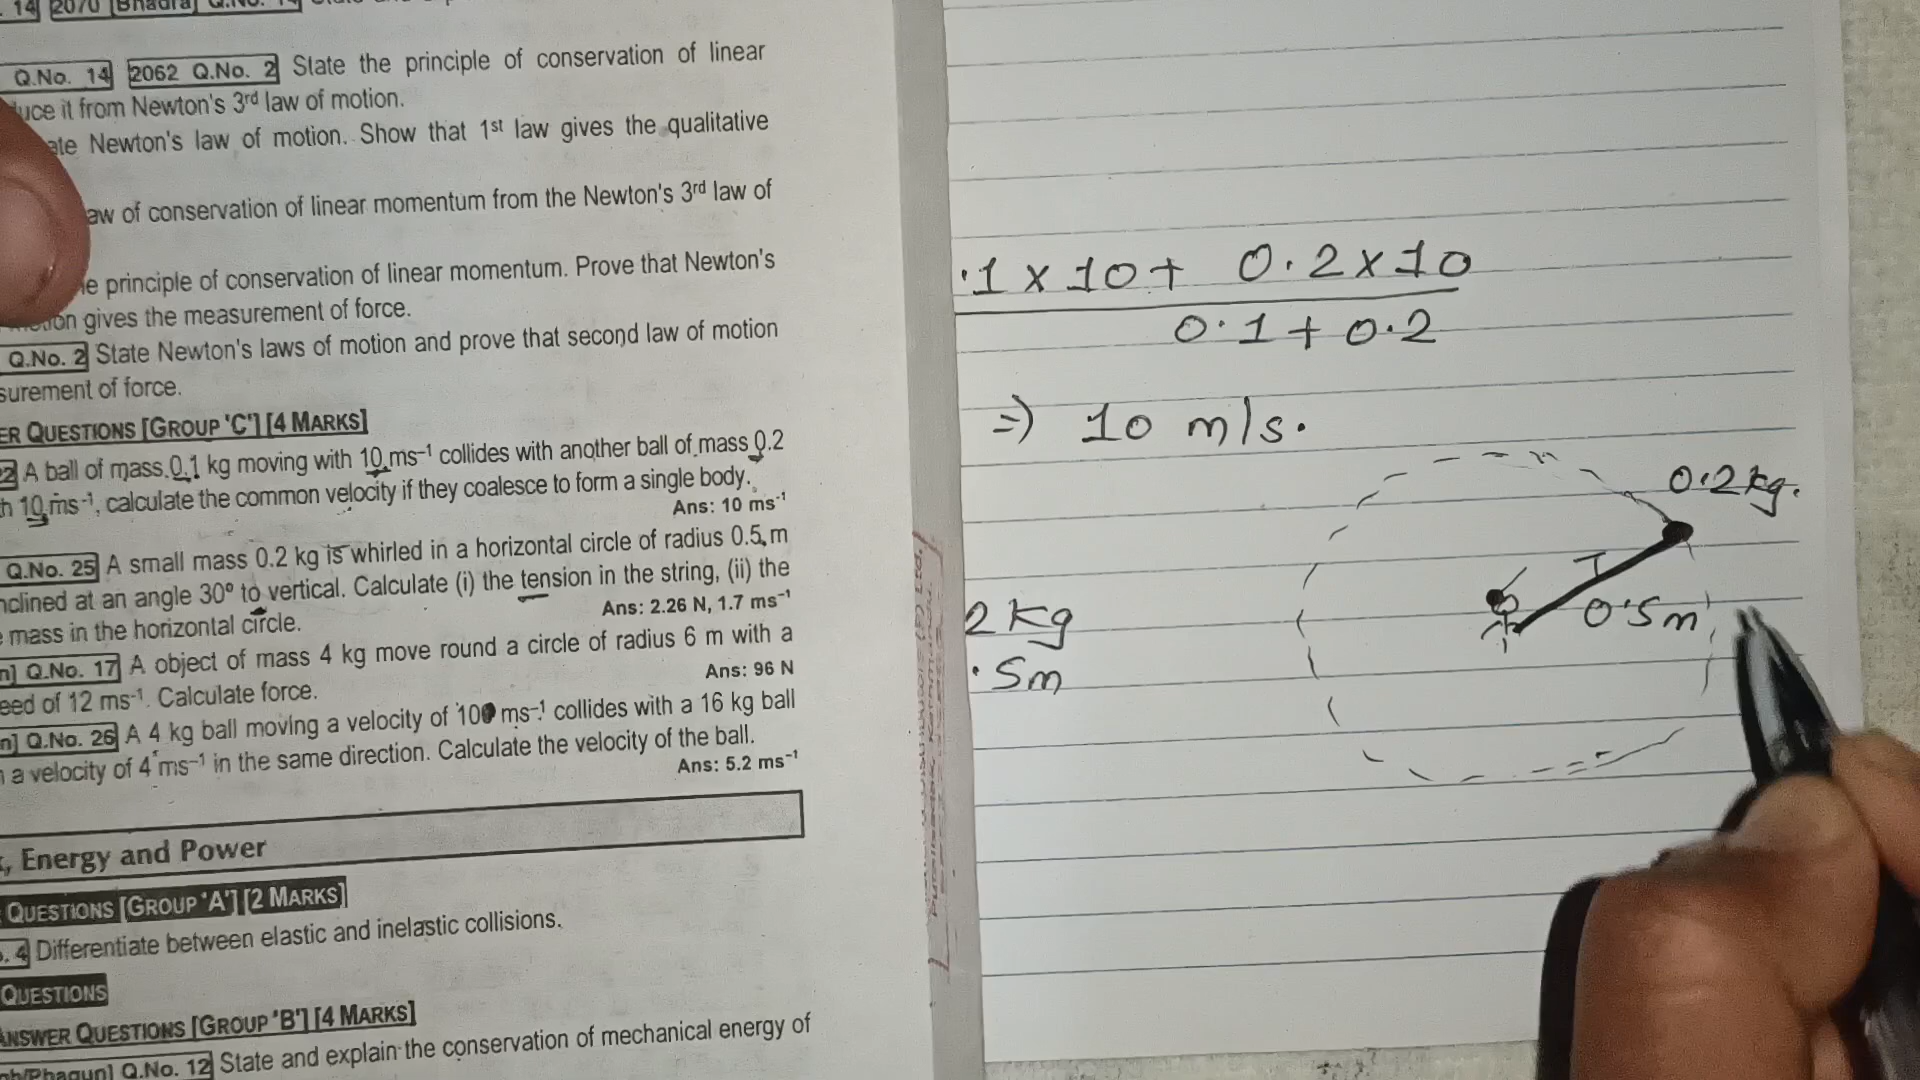 14 2070 [Bhadra] Q.No. 14
Q.No. 14 2062 Q.No. 2 State the principle of conservation of linear
uce it from Newton's 3rd law of motion.
ate Newton's law of motion. Show that 1st law gives the qualitative
aw of conservation of linear momentum from the Newton's 3rd law of
e principle of conservation of linear momentum. Prove that Newton's
motion gives the measurement of force.
Q.No. 2 State Newton's laws of motion and prove that second law of motion
surement of force.
ER QUESTIONS [GROUP 'C'] [4 MARKS]
2 A ball of mass 0.1 kg moving with 10 ms⁻¹ collides with another ball of mass 0.2
h 10 ms⁻¹, calculate the common velocity if they coalesce to form a single body.
Ans: 10 ms⁻¹
Q.No. 25 A small mass 0.2 kg is whirled in a horizontal circle of radius 0.5 m
nclined at an angle 30° to vertical. Calculate (i) the tension in the string, (ii) the
e mass in the horizontal circle.
Ans: 2.26 N, 1.7 ms⁻¹
n] Q.No. 17 A object of mass 4 kg move round a circle of radius 6 m with a
eed of 12 ms⁻¹. Calculate force.
Ans: 96 N
n] Q.No. 26 A 4 kg ball moving a velocity of 10 ms⁻¹ collides with a 16 kg ball
a velocity of 4 ms⁻¹ in the same direction. Calculate the velocity of the ball.
Ans: 5.2 ms⁻¹
, Energy and Power
QUESTIONS [GROUP 'A'] [2 MARKS]
. 4 Differentiate between elastic and inelastic collisions.
QUESTIONS
ANSWER QUESTIONS [GROUP 'B'] [4 MARKS]
Q.No. 12 State and explain the conservation of mechanical energy of
.1 x 10 + 0.2 x 10
0.1 + 0.2
=) 10 m/s.
0.2 kg.
T
0.5m
2 kg
.5m